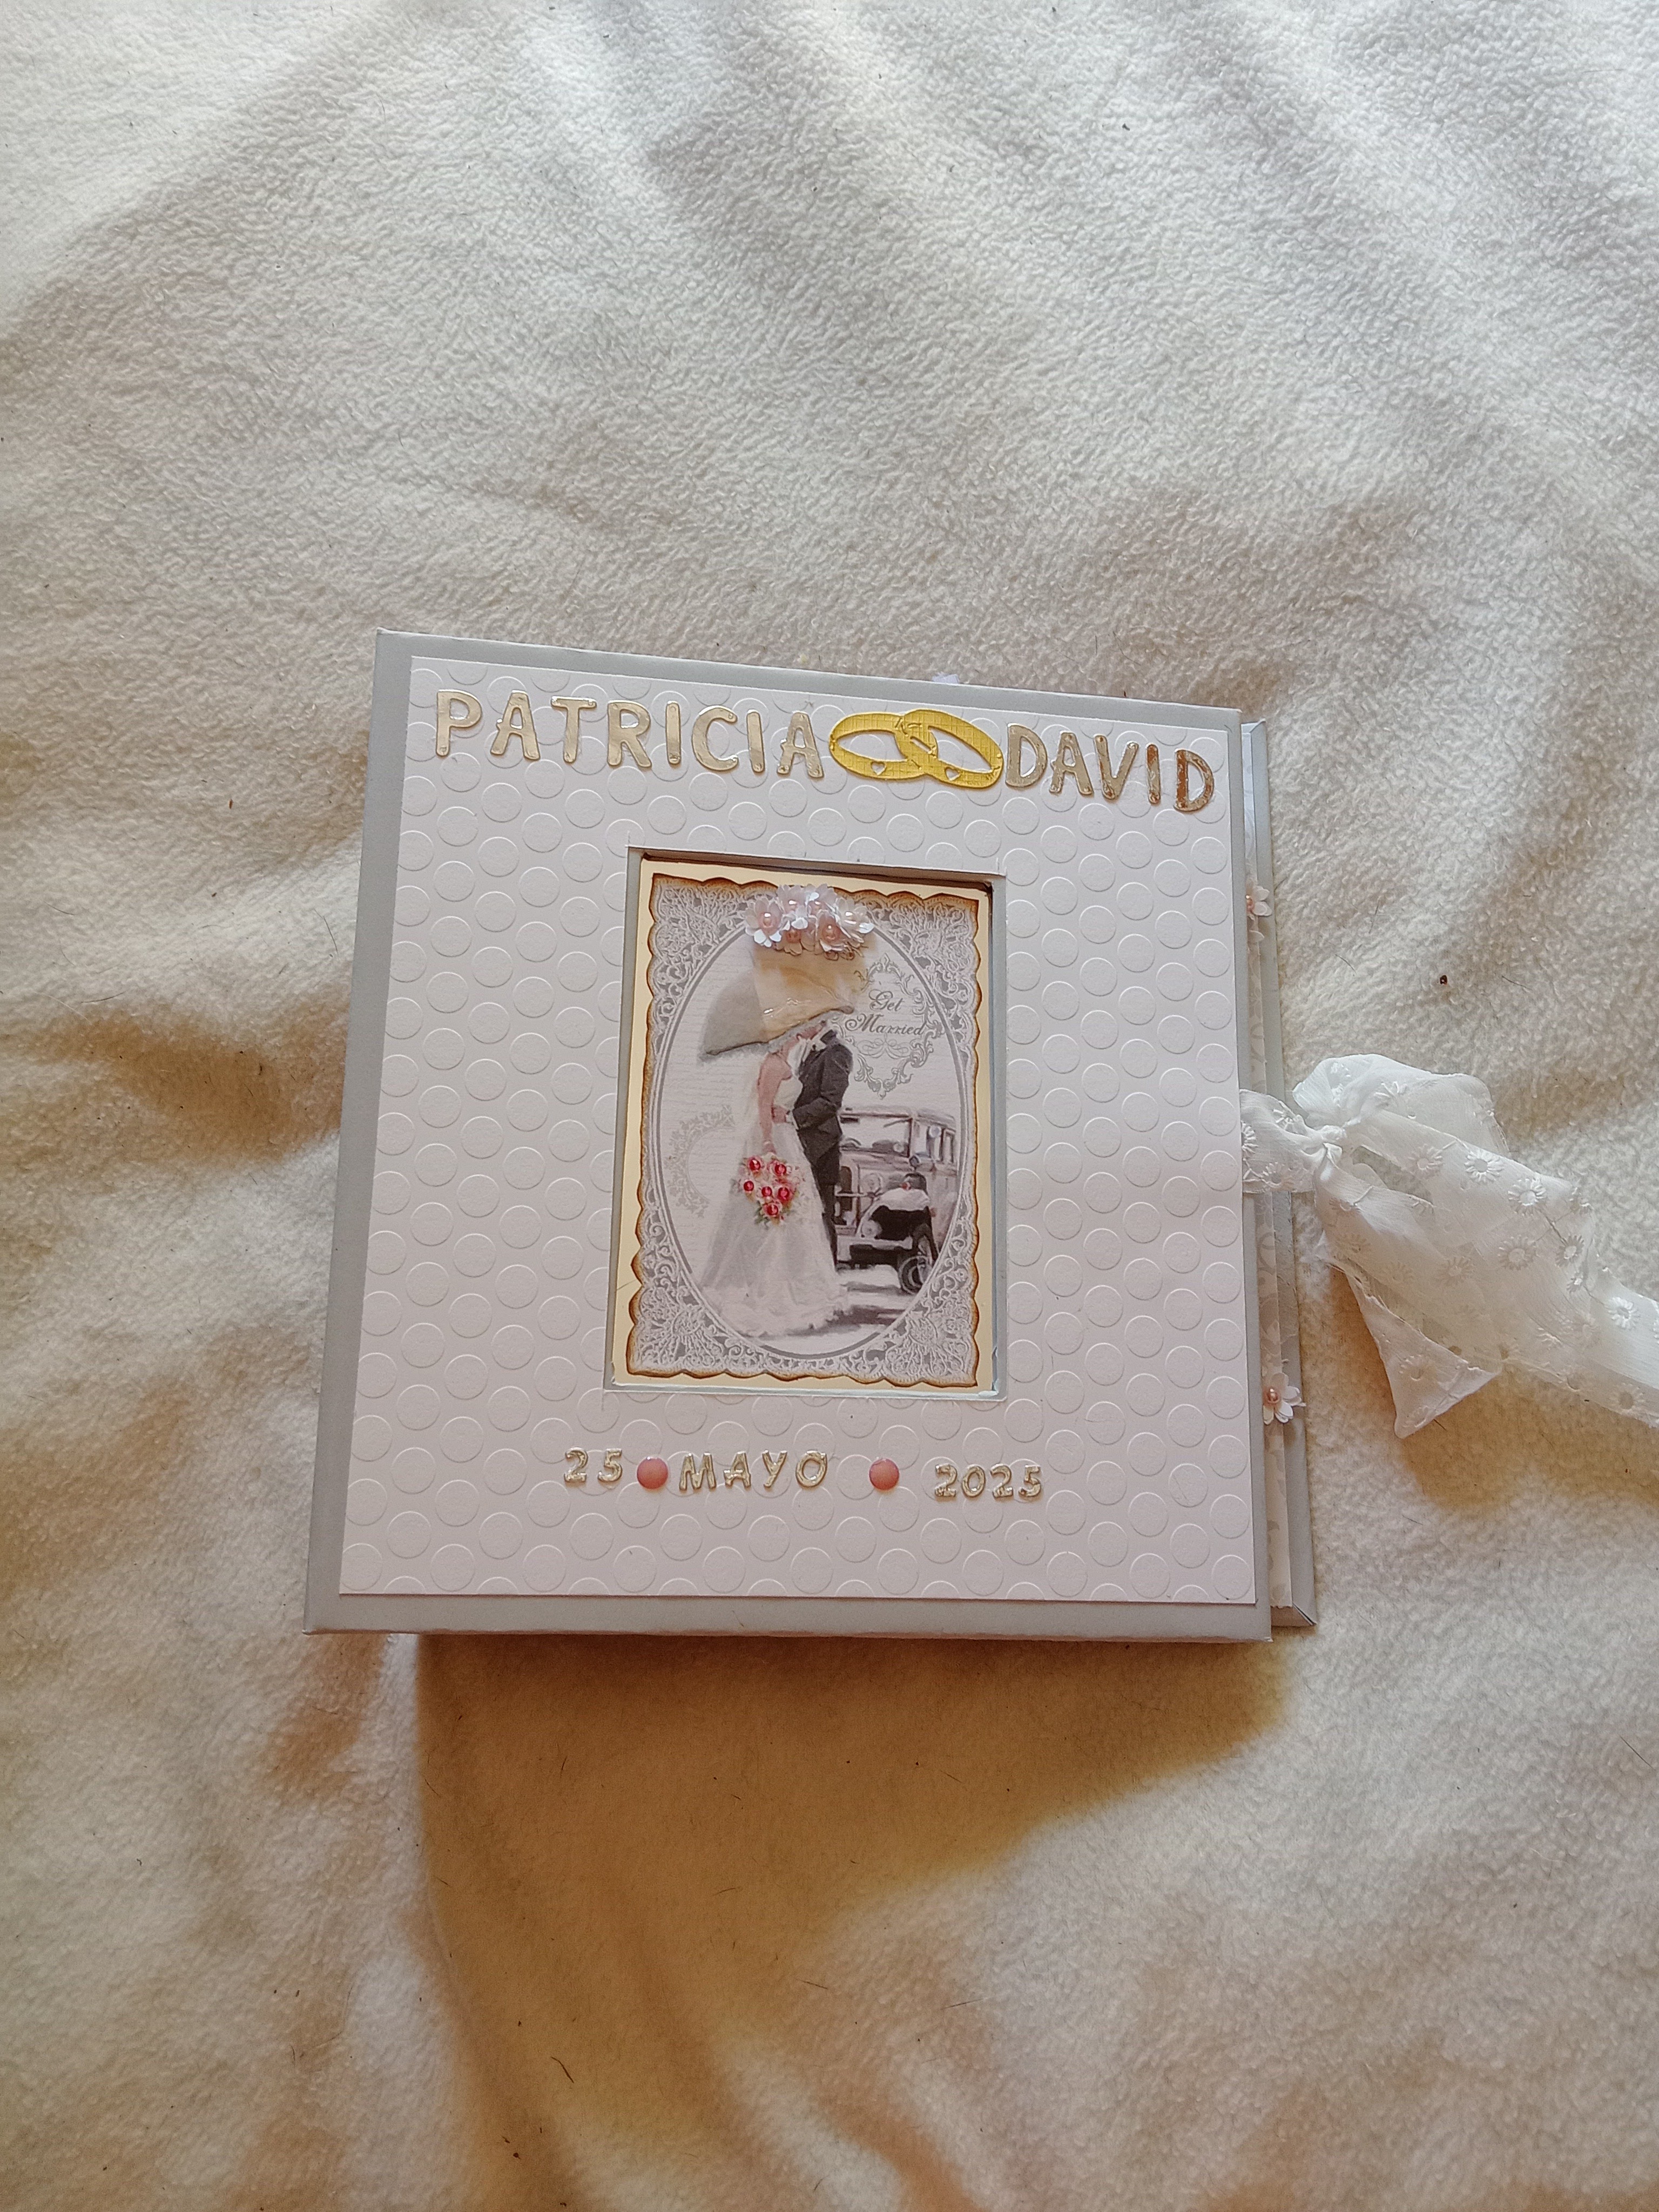 PATRICIA DAVID
Get
Married
25 MAYO 2025